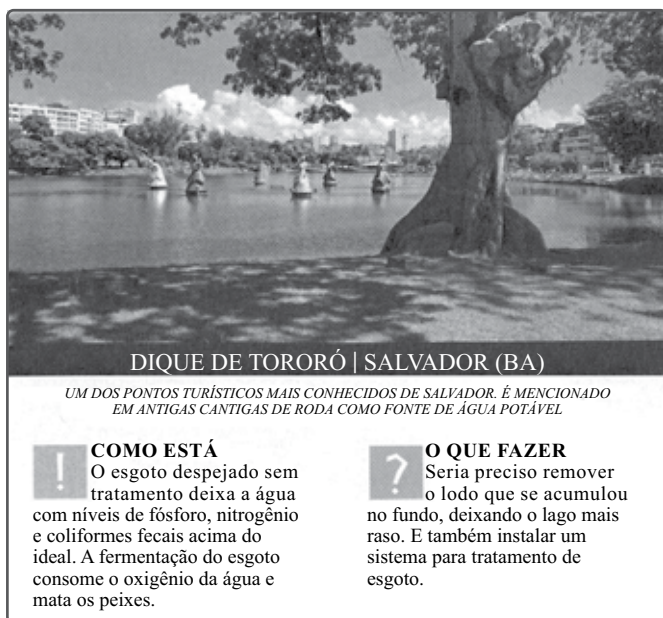 DIQUE DE TORORÓ | SALVADOR (BA)
UM DOS PONTOS TURÍSTICOS MAIS CONHECIDOS DE SALVADOR. É MENCIONADO
EM ANTIGAS CANTIGAS DE RODA COMO FONTE DE ÁGUA POTÁVEL
!
COMO ESTÁ
O esgoto despejado sem
tratamento deixa a água
com níveis de fósforo, nitrogênio
e coliformes fecais acima do
ideal. A fermentação do esgoto
consome o oxigênio da água e
mata os peixes.
?
O QUE FAZER
Seria preciso remover
o lodo que se acumulou
no fundo, deixando o lago mais
raso. E também instalar um
sistema para tratamento de
esgoto.